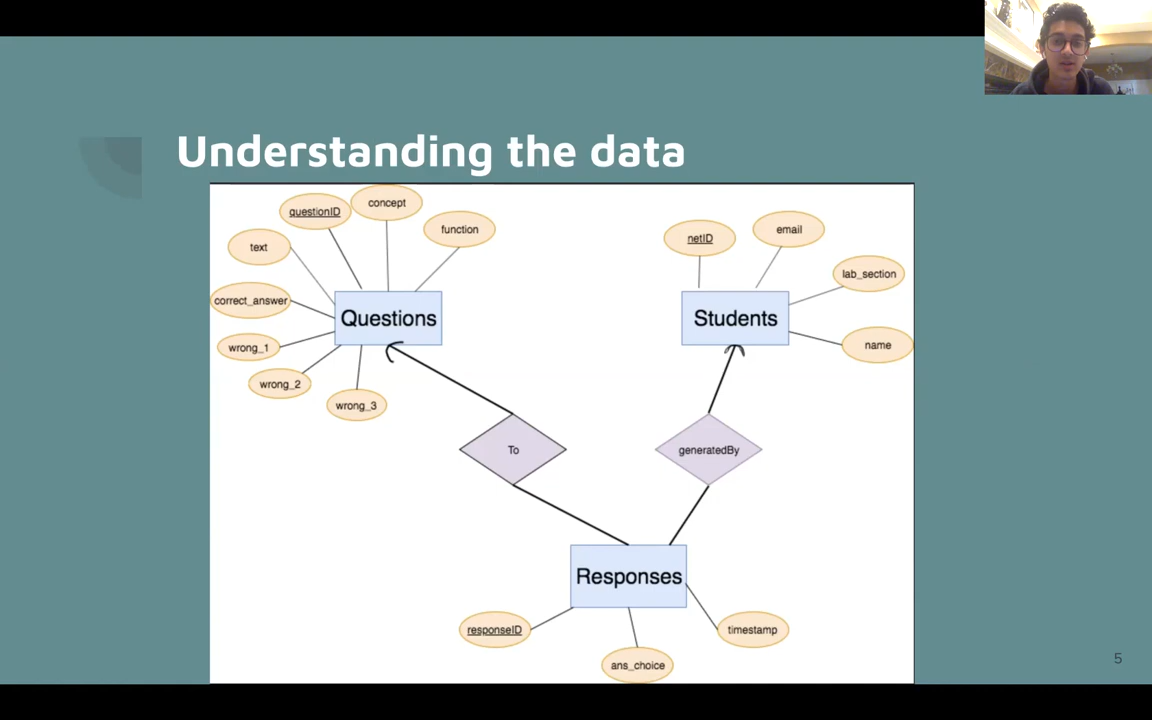 Understanding the data
questionID
concept
function
text
correct_answer
Questions
wrong_1
wrong_2
wrong_3
netID
email
lab_section
Students
name
To
generatedBy
Responses
responseID
timestamp
ans_choice
5